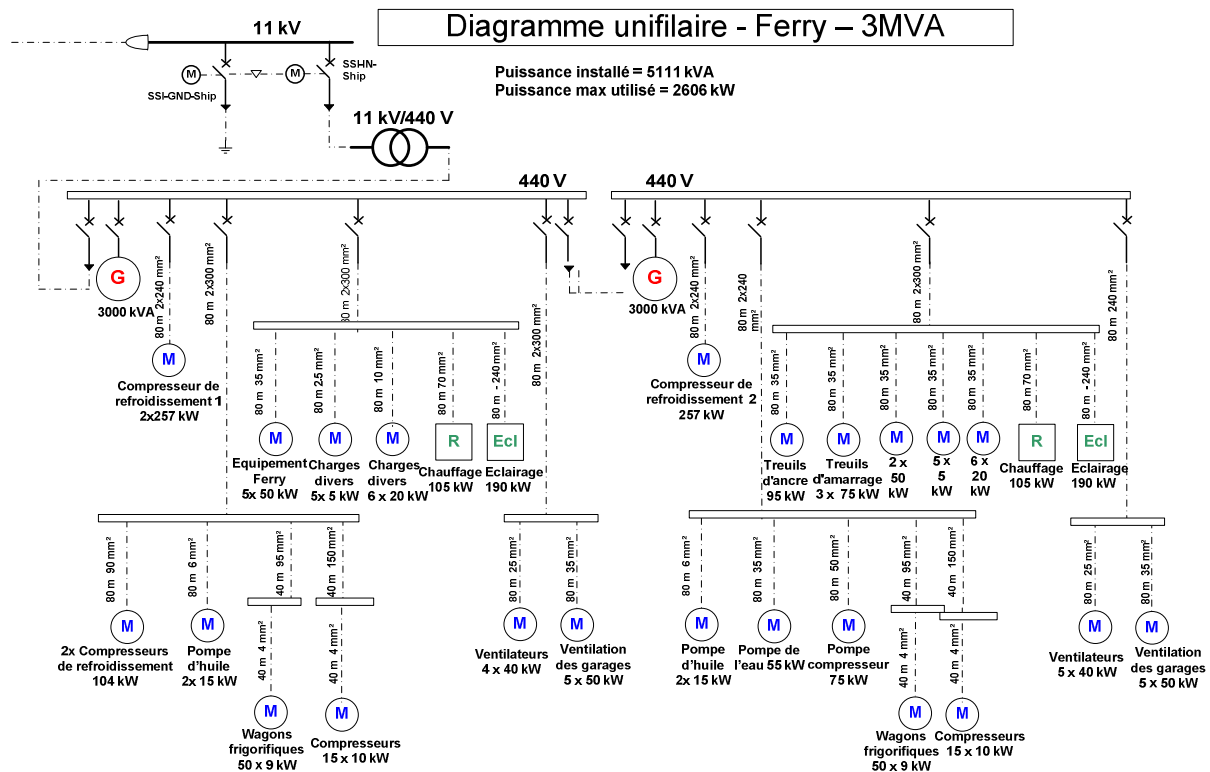 Diagramme unifilaire - Ferry – 3MVA
11 kV
Puissance installé = 5111 kVA
Puissance max utilisé = 2606 kW
M
M
SSI-IN-
Ship
SSI-GND-Ship
11 kV/440 V
440 V
440 V
G
3000 kVA
80 m 2x240 mm²
80 m 2x300 mm²
80 m 2x300 mm²
80 m 2x300 mm²
G
3000 kVA
80 m 2x240 mm²
80 m 2x240
mm²
80 m 2x300 mm²
80 m 240 mm²
M
Compresseur de
refroidissement 1
2x257 kW
80 m 35 mm²
80 m 2.5 mm²
80 m 10 mm²
80 m 70 mm²
80 m - 240 mm²
M
Equipement
Ferry
5x 50 kW
M
Charges
divers
5x 5 kW
M
Charges
divers
6 x 20 kW
R
Chauffage
105 kW
Ecl
Eclairage
190 kW
M
Compresseur de
refroidissement 2
257 kW
80 m 35 mm²
80 m 35 mm²
80 m 35 mm²
80 m 35 mm²
80 m 35 mm²
80 m 70 mm²
80 m - 240 mm²
M
Treuils
d'ancre
95 kW
M
Treuils
d'amarrage
3 x 75 kW
M
2 x
50
kW
M
5 x
5
kW
M
6 x
20
kW
R
Chauffage
105 kW
Ecl
Eclairage
190 kW
80 m 90 mm²
80 m 6 mm²
40 m 95 mm²
40 m 150 mm²
80 m 25 mm²
80 m 35 mm²
M
2x Compresseurs
de refroidissement
104 kW
M
Pompe
d'huile
2x 15 kW
40 m 4 mm²
40 m 4 mm²
M
Wagons
frigorifiques
50 x 9 kW
M
Compresseurs
15 x 10 kW
M
Ventilateurs
4 x 40 kW
M
Ventilation
des garages
5 x 50 kW
80 m 6 mm²
80 m 35 mm²
80 m 50 mm²
40 m 95 mm²
40 m 150 mm²
80 m 25 mm²
80 m 35 mm²
M
Pompe
d'huile
2x 15 kW
M
Pompe de
l'eau 55 kW
M
Pompe
compresseur
75 kW
40 m 4 mm²
40 m 4 mm²
M
Wagons
frigorifiques
50 x 9 kW
M
Compresseurs
15 x 10 kW
M
Ventilateurs
5 x 40 kW
M
Ventilation
des garages
5 x 50 kW